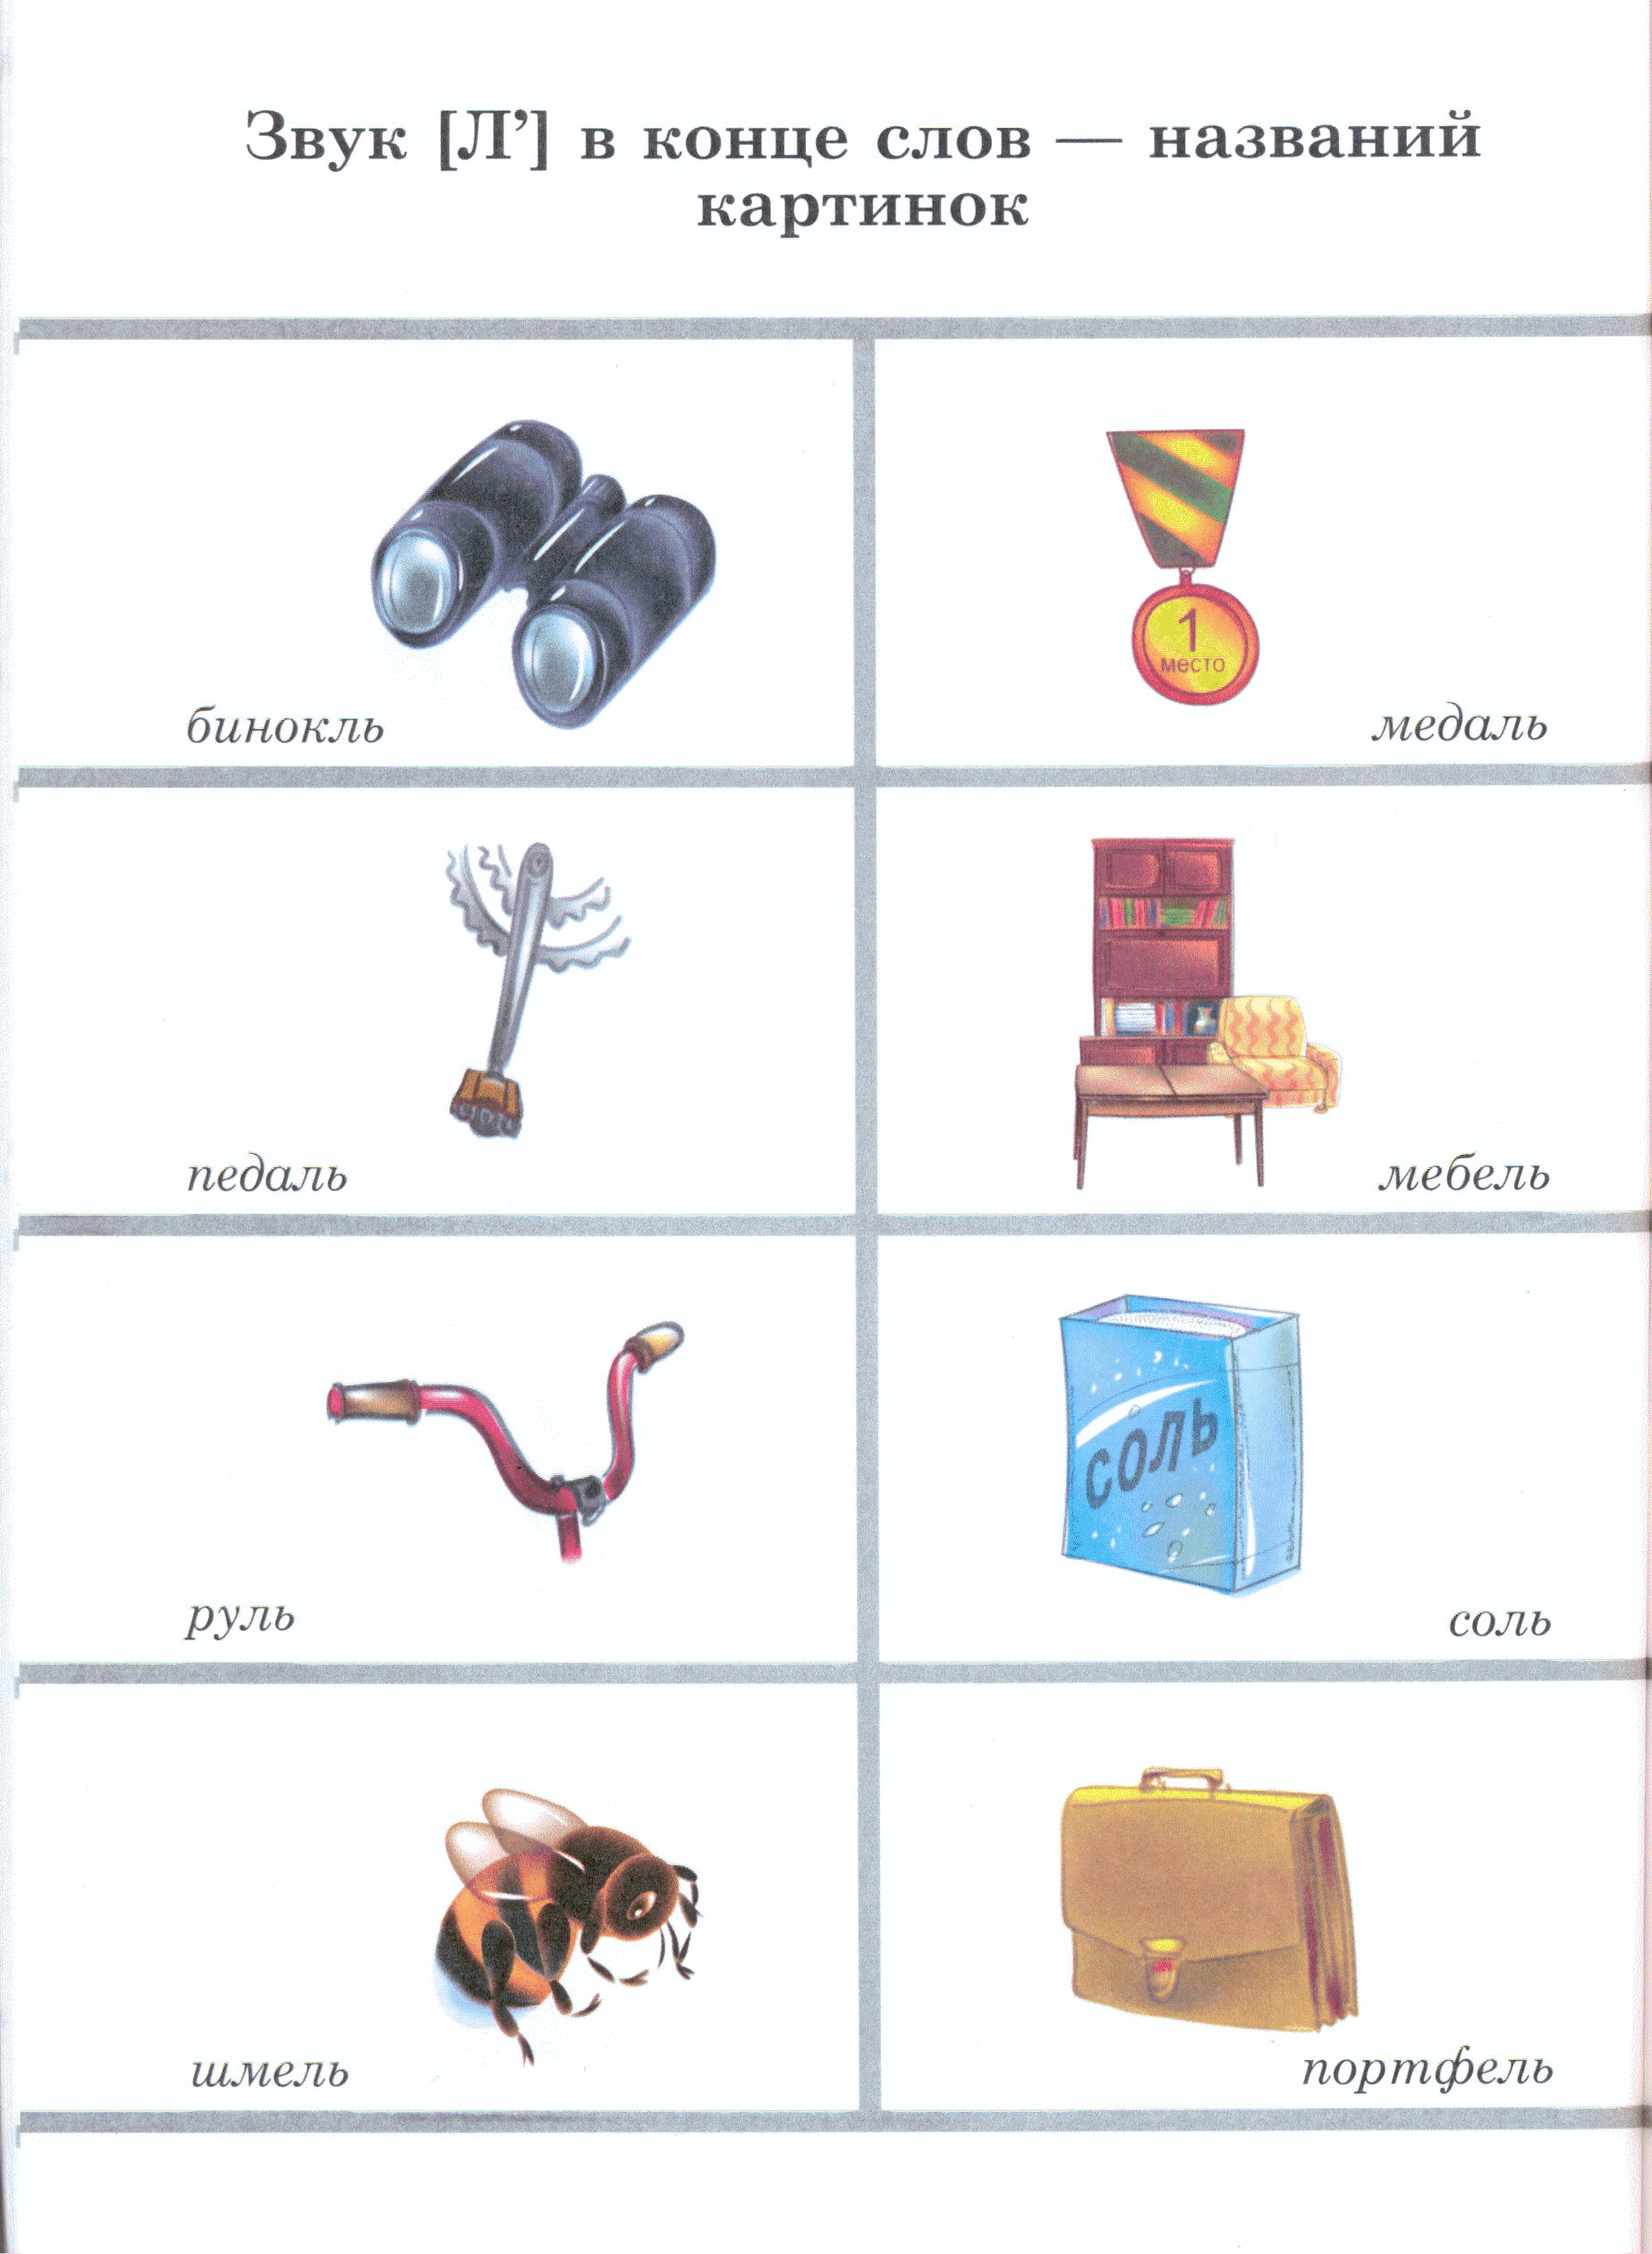 Звук [Л’] в конце слов — названий
картинок
1
место
бинокль
медаль
педаль
мебель
соль
руль
соль
шмель
портфель